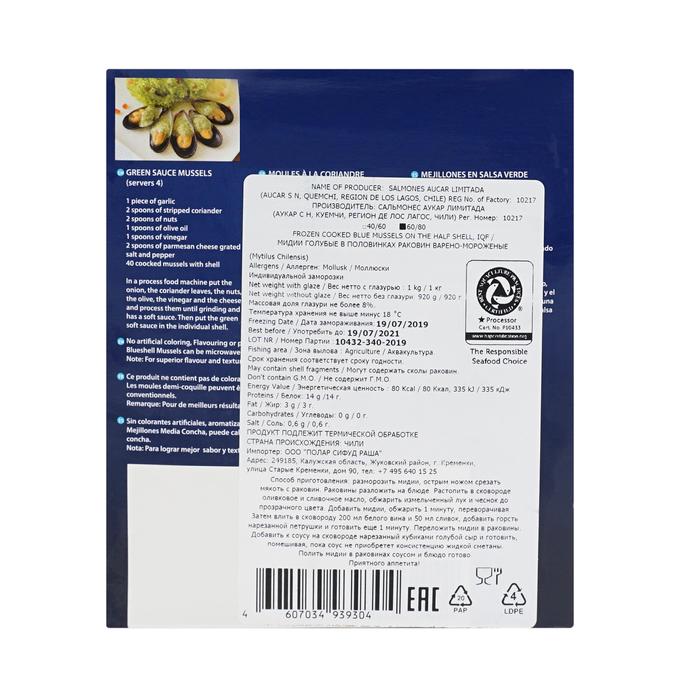 GREEN SAUCE MUSSELS
(servers 4)
1 piece of garlic
2 spoons of stripped coriander
2 spoons of nuts
1 spoons of olive oil
1 spoons of vinegar
2 spoons of parmesan cheese grated
salt and pepper
40 coocked mussels with shell
In a process food machine put the
onion, the coriander leaves, the nuts,
the olive, the vinegar and the cheese
and process them until grinding.
has a soft sauce. Then put the green
soft sauce in the individual shell.
No artificial coloring, Flavouring or p
Blueshell Mussels can be microwave
Note: For superior flavour and textu
Ce produit ne contient pas de colora
Les moules demi-coquille peuvent ê
conventionnels.
Remarque: Pour de meilleurs résultat
Sin colorantes artificiales, aromatiza
Mejillones Media Concha, puede cal
concha.
Nota: Para lograr mejor sabor y text
MOULES À LA CORIANDRE
MEJILLONES EN SALSA VERDE
NAME OF PRODUCER: SALMONES AUCAR LIMITADA
(AUCAR S N, QUEMCHI, REGION DE LOS LAGOS, CHILE) REG No. of Factory: 10217
ПРОИЗВОДИТЕЛЬ: САЛЬМОНЕС АУКАР ЛИМИТАДА
(АУКАР С Н, КУЕМЧИ, РЕГИОН ДЕ ЛОС ЛАГОС, ЧИЛИ) Рег. Номер: 10217
□40/60 ■60/80
FROZEN COOKED BLUE MUSSELS ON THE HALF SHELL, IQF /
МИДИИ ГОЛУБЫЕ В ПОЛОВИНКАХ РАКОВИН ВАРЕНО-МОРОЖЕНЫЕ
(Mytilus Chilensis)
Allergens / Аллерген: Mollusk / Моллюски
Индивидуальной заморозки
Net weight with glaze / Вес нетто с глазурью : 1 kg / 1 кг
Net weight without glaze / Вес нетто без глазури: 920 g / 920 г
Массовая доля глазури не более 8%.
Температура хранения не выше минус 18 °C
Freezing Date / Дата замораживания: 19/07/2019
Best before / Употребить до: 19/07/2021
LOT NR / Номер Партии : 10432-340-2019
Fishing area / Зона вылова : Agriculture / Аквакультура
Срок хранения соответствует срок годности.
May contain shell fragments / Могут содержать сколы раковин.
Don't contain G.M.O. / Не содержит Г.М.О.
Energy Value / Энергетическая ценность : 80 Kcal / 80 Ккал, 335 kJ / 335 кДж
Proteins / Белок: 14 g /14 г.
Fat / Жир: 3 g / 3 г.
Carbohydrates / Углеводы: 0 g / 0 г.
Salt / Соль: 0,6 g / 0,6 г.
ПРОДУКТ ПОДЛЕЖИТ ТЕРМИЧЕСКОЙ ОБРАБОТКЕ
СТРАНА ПРОИСХОЖДЕНИЯ: ЧИЛИ
Импортер: ООО "ПОЛАР СИФУД РАША"
Адрес: 249185, Калужская область, Жуковский район, г. Кременки,
улица Старые Кременки, дом 90, тел: +7 495 640 15 25
Способ приготовления: разморозить мидии, острым ножом срезать
мякоть с раковин. Раковины разложить на блюде. Растопить в сковороде
оливковое и сливочное масло, обжарить измельченный лук и чеснок до
прозрачного цвета. Добавить мидии, обжарить 1 минуту, переворачивая
Затем влить в сковороду 200 мл белого вина и 50 мл сливок, добавить горсть
нарезанной петрушки и готовить еще 1 минуту. Переложить мидии в раковины.
Добавить к соусу на сковороде нарезанный кубиками голубой сыр и готовить,
помешивая, пока соус не приобретет консистенцию жидкой сметаны.
Полить мидии в раковинах соусом и блюдо готово.
Приятного аппетита!
★ Processor
Cert. No P10433
The Responsible
Seafood Choice
4 607034 939304
EAC
20
PAP
4
LDPE